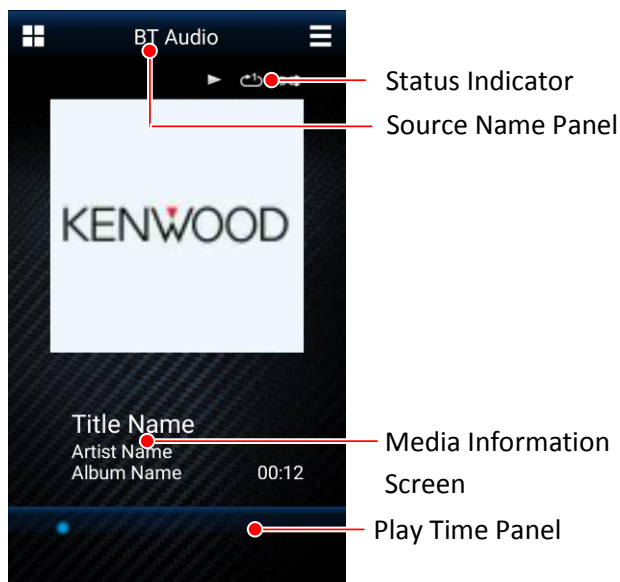 BT Audio
Status Indicator
Source Name Panel
KENWOOD
Title Name
Artist Name
Album Name 00:12
Media Information
Screen
Play Time Panel